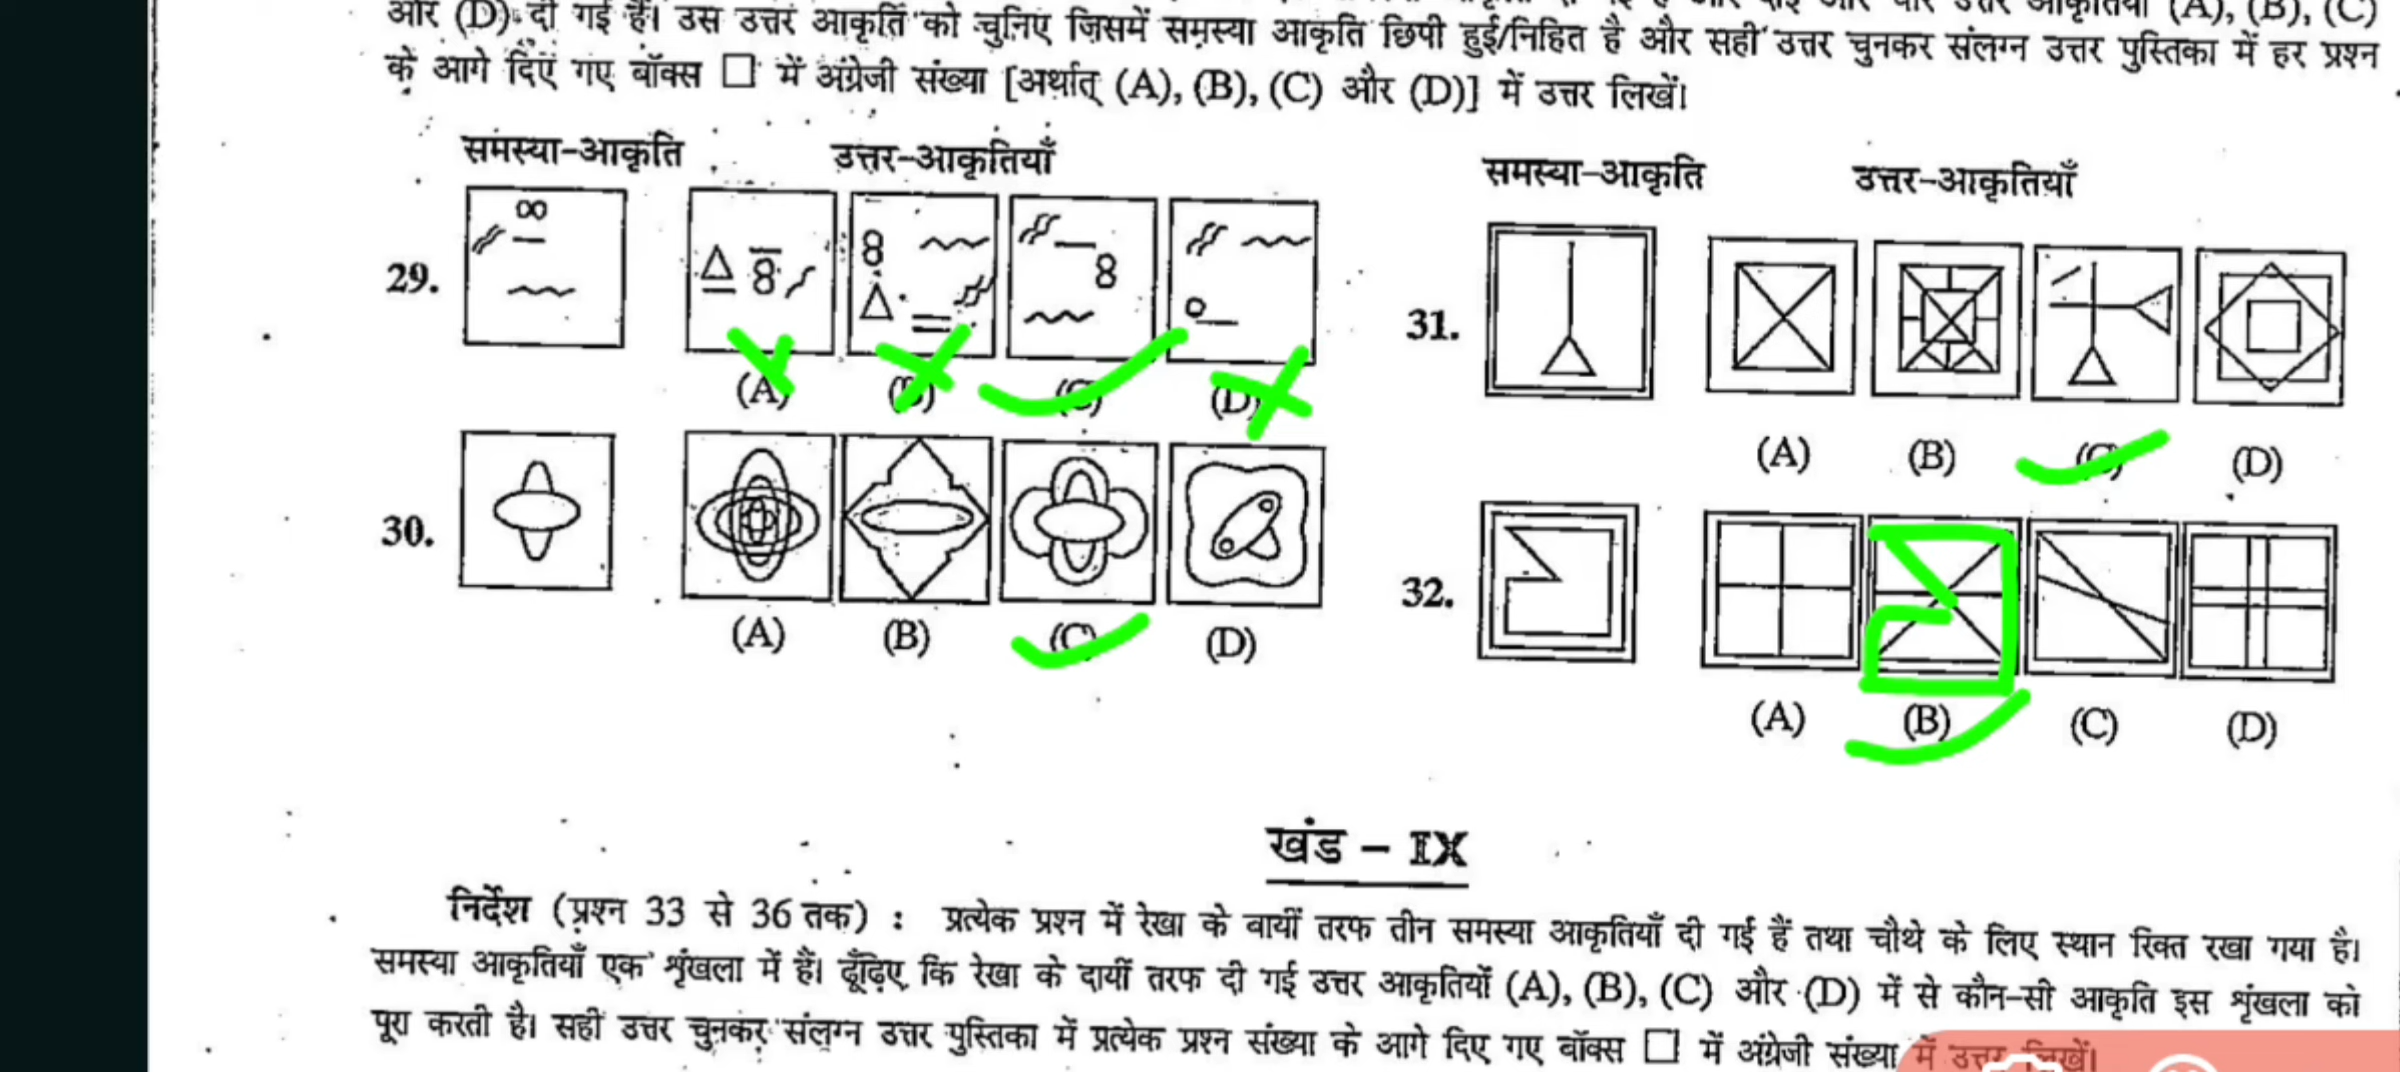 और (D) दी गई हैं। उस उत्तर आकृति को चुनिए जिसमें समस्या आकृति छिपी हुई/निहित है और सही उत्तर चुनकर संलग्न उत्तर पुस्तिका में हर प्रश्न
के आगे दिए गए बॉक्स □ में अंग्रेजी संख्या [अर्थात् (A), (B), (C) और (D)] में उत्तर लिखें।
समस्या-आकृति उत्तर-आकृतियाँ
29.
(A) (B) (C) (D)
30.
(A) (B) (C) (D)
समस्या-आकृति उत्तर-आकृतियाँ
31.
(A) (B) (C) (D)
32.
(A) (B) (C) (D)
खंड - IX
निर्देश (प्रश्न 33 से 36 तक) : प्रत्येक प्रश्न में रेखा के बायीं तरफ तीन समस्या आकृतियाँ दी गई हैं तथा चौथे के लिए स्थान रिक्त रखा गया है।
समस्या आकृतियाँ एक शृंखला में हैं। ढूँढ़िए कि रेखा के दायीं तरफ दी गई उत्तर आकृतियों (A), (B), (C) और (D) में से कौन-सी आकृति इस शृंखला को
पूरा करती है। सही उत्तर चुनकर संलग्न उत्तर पुस्तिका में प्रत्येक प्रश्न संख्या के आगे दिए गए बॉक्स □ में अंग्रेजी संख्या में उत्तर लिखें।